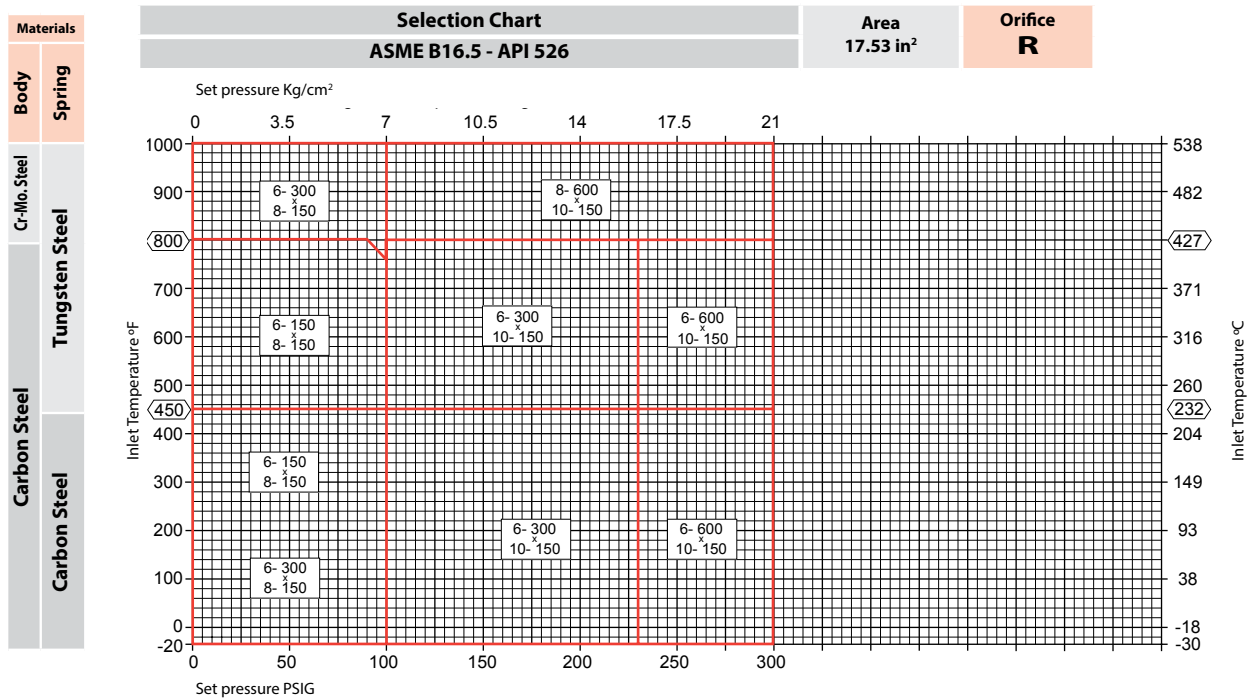 Materials
Body
Spring
Cr-Mo. Steel
Carbon Steel
Tungsten Steel
Carbon Steel
Selection Chart
ASME B16.5 - API 526
Area
17.53 in²
Orifice
R
Set pressure Kg/cm²
0 3.5 7 10.5 14 17.5 21
Inlet Temperature ºF
1000
900
800
700
600
500
450
400
300
200
100
0
-20
6- 300
x
8- 150
8- 600
x
10- 150
6- 150
x
8- 150
6- 300
x
10- 150
6- 600
x
10- 150
6- 150
x
8- 150
6- 300
x
10- 150
6- 600
x
10- 150
6- 300
x
8- 150
538
482
427
371
316
260
232
204
149
93
38
-18
-30
Inlet Temperature ºC
0 50 100 150 200 250 300
Set pressure PSIG